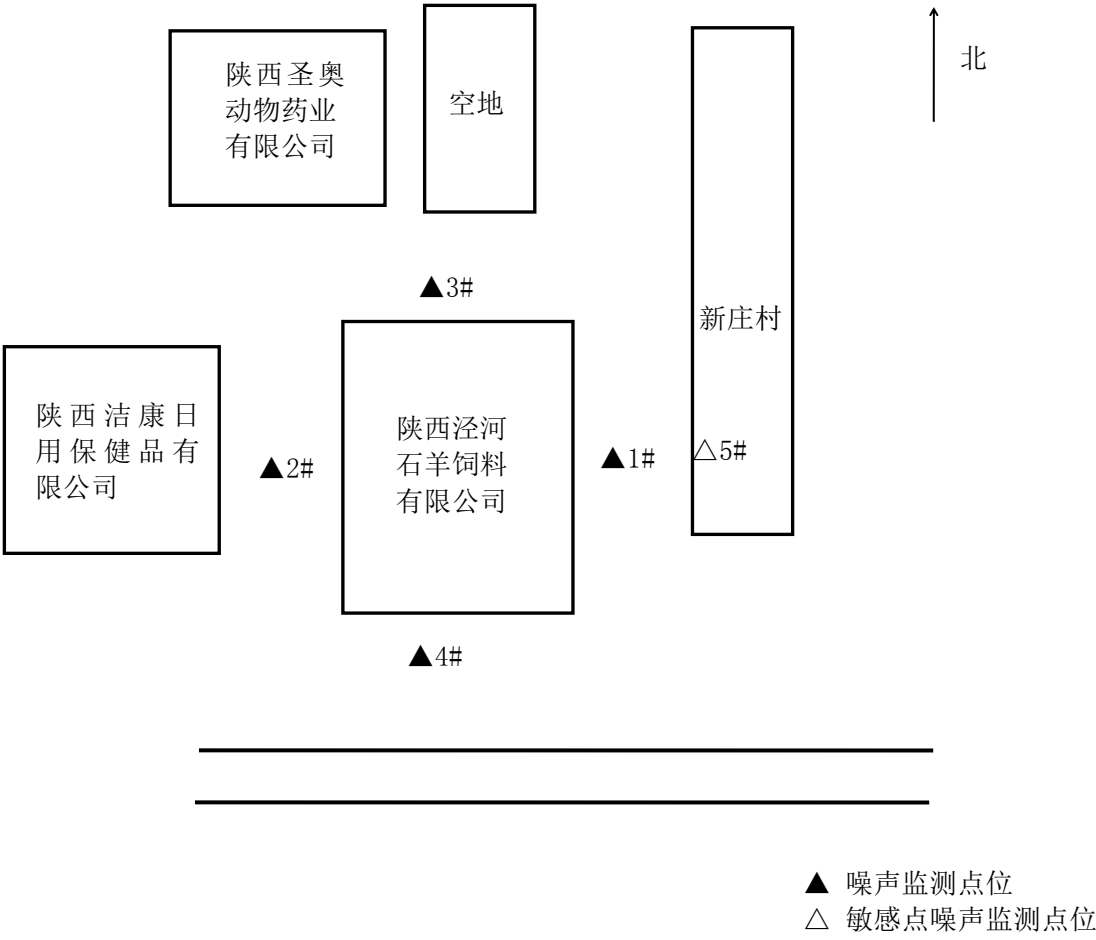 陕西圣奥
动物药业
有限公司
空地
北
▲3#
新庄村
陕西洁康日
用保健品有
限公司
▲2#
陕西泾河
石羊饲料
有限公司
▲1#
△5#
▲4#
▲ 噪声监测点位
△ 敏感点噪声监测点位